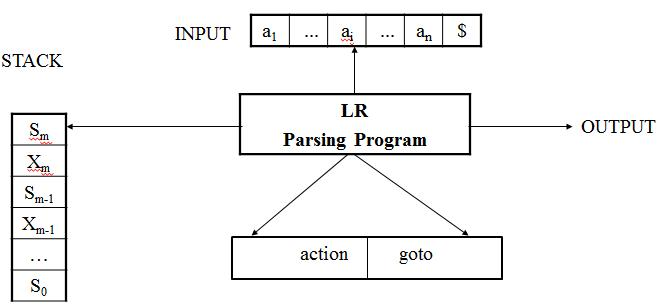 INPUT a₁ ... aᵢ ... aₙ $
STACK
LR
Parsing Program
OUTPUT
Sₘ
Xₘ
Sₘ₋₁
Xₘ₋₁
...
S₀
action goto